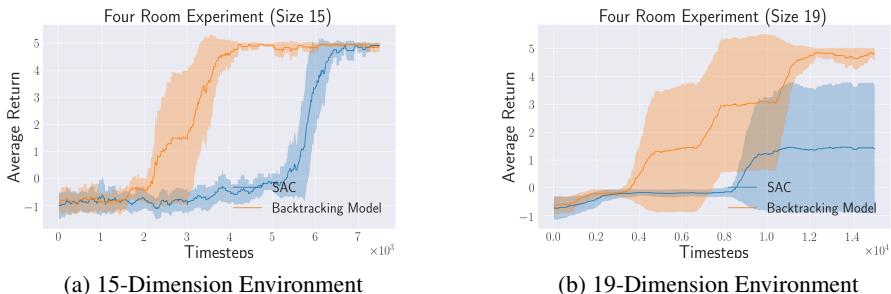 Four Room Experiment (Size 15)
Average Return
5
4
3
2
1
0
−1
SAC
Backtracking Model
0 1 2 3 4 5 6 7
Timesteps
×10³
(a) 15-Dimension Environment
Four Room Experiment (Size 19)
Average Return
5
4
3
2
1
0
−1
SAC
Backtracking Model
0.0 0.2 0.4 0.6 0.8 1.0 1.2 1.4
Timesteps
×10⁴
(b) 19-Dimension Environment